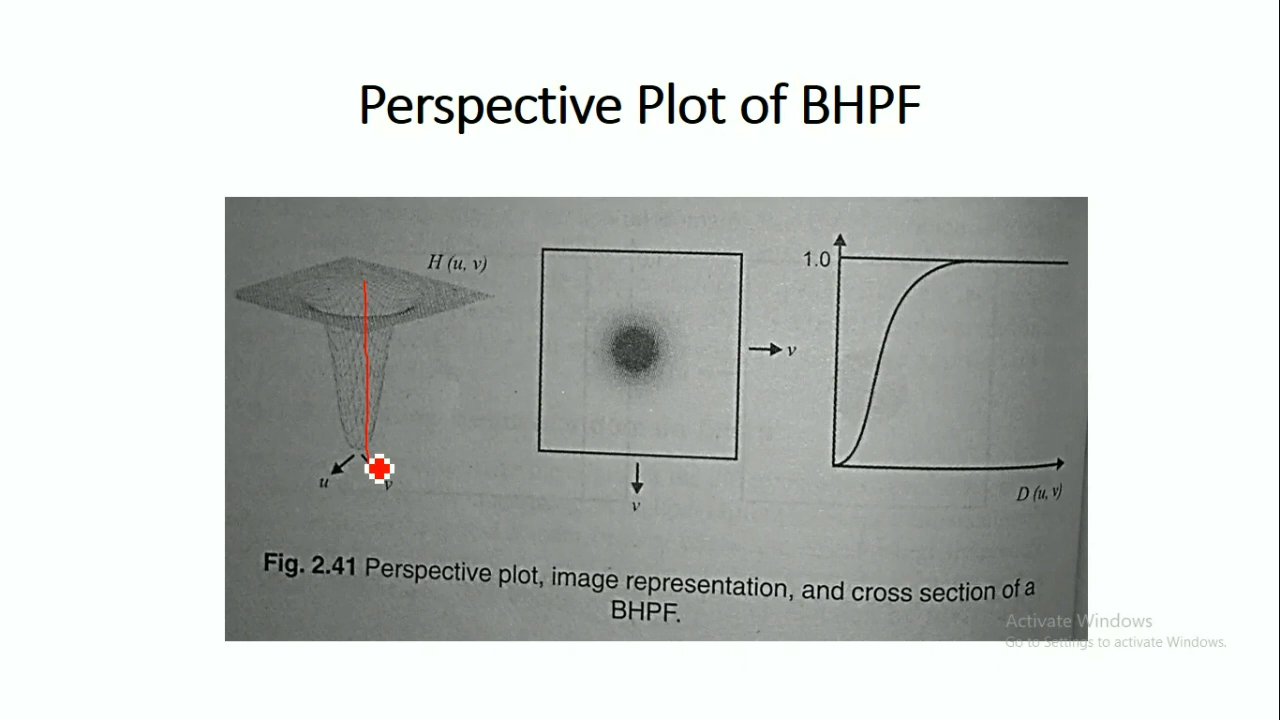 Perspective Plot of BHPF
H (u, v)
u
v
v
v
1.0
D (u, v)
Fig. 2.41 Perspective plot, image representation, and cross section of a
BHPF.
Activate Windows
Go to Settings to activate Windows.